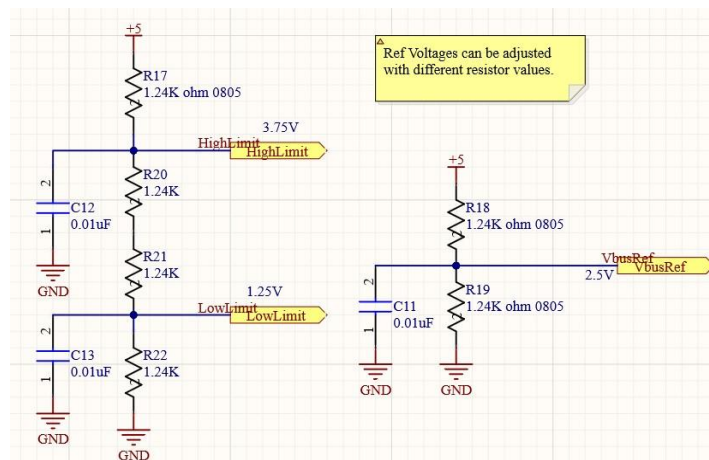 +5
R17
1.24K ohm 0805
3.75V
HighLimit
HighLimit
R20
1.24K
2
C12
0.01uF
1
GND
R21
1.24K
1.25V
LowLimit
LowLimit
2
C13
0.01uF
1
GND
R22
1.24K
GND
Ref Voltages can be adjusted
with different resistor values.
+5
R18
1.24K ohm 0805
VbusRef
VbusRef
2.5V
2
C11
0.01uF
1
GND
R19
1.24K ohm 0805
GND